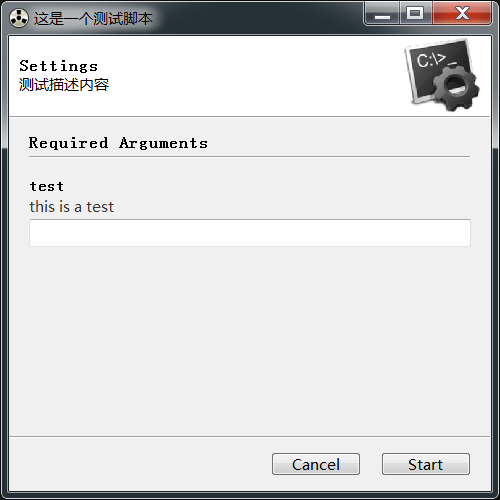 这是一个测试脚本
Settings
测试描述内容
C:\>_
Required Arguments
test
this is a test
Cancel
Start